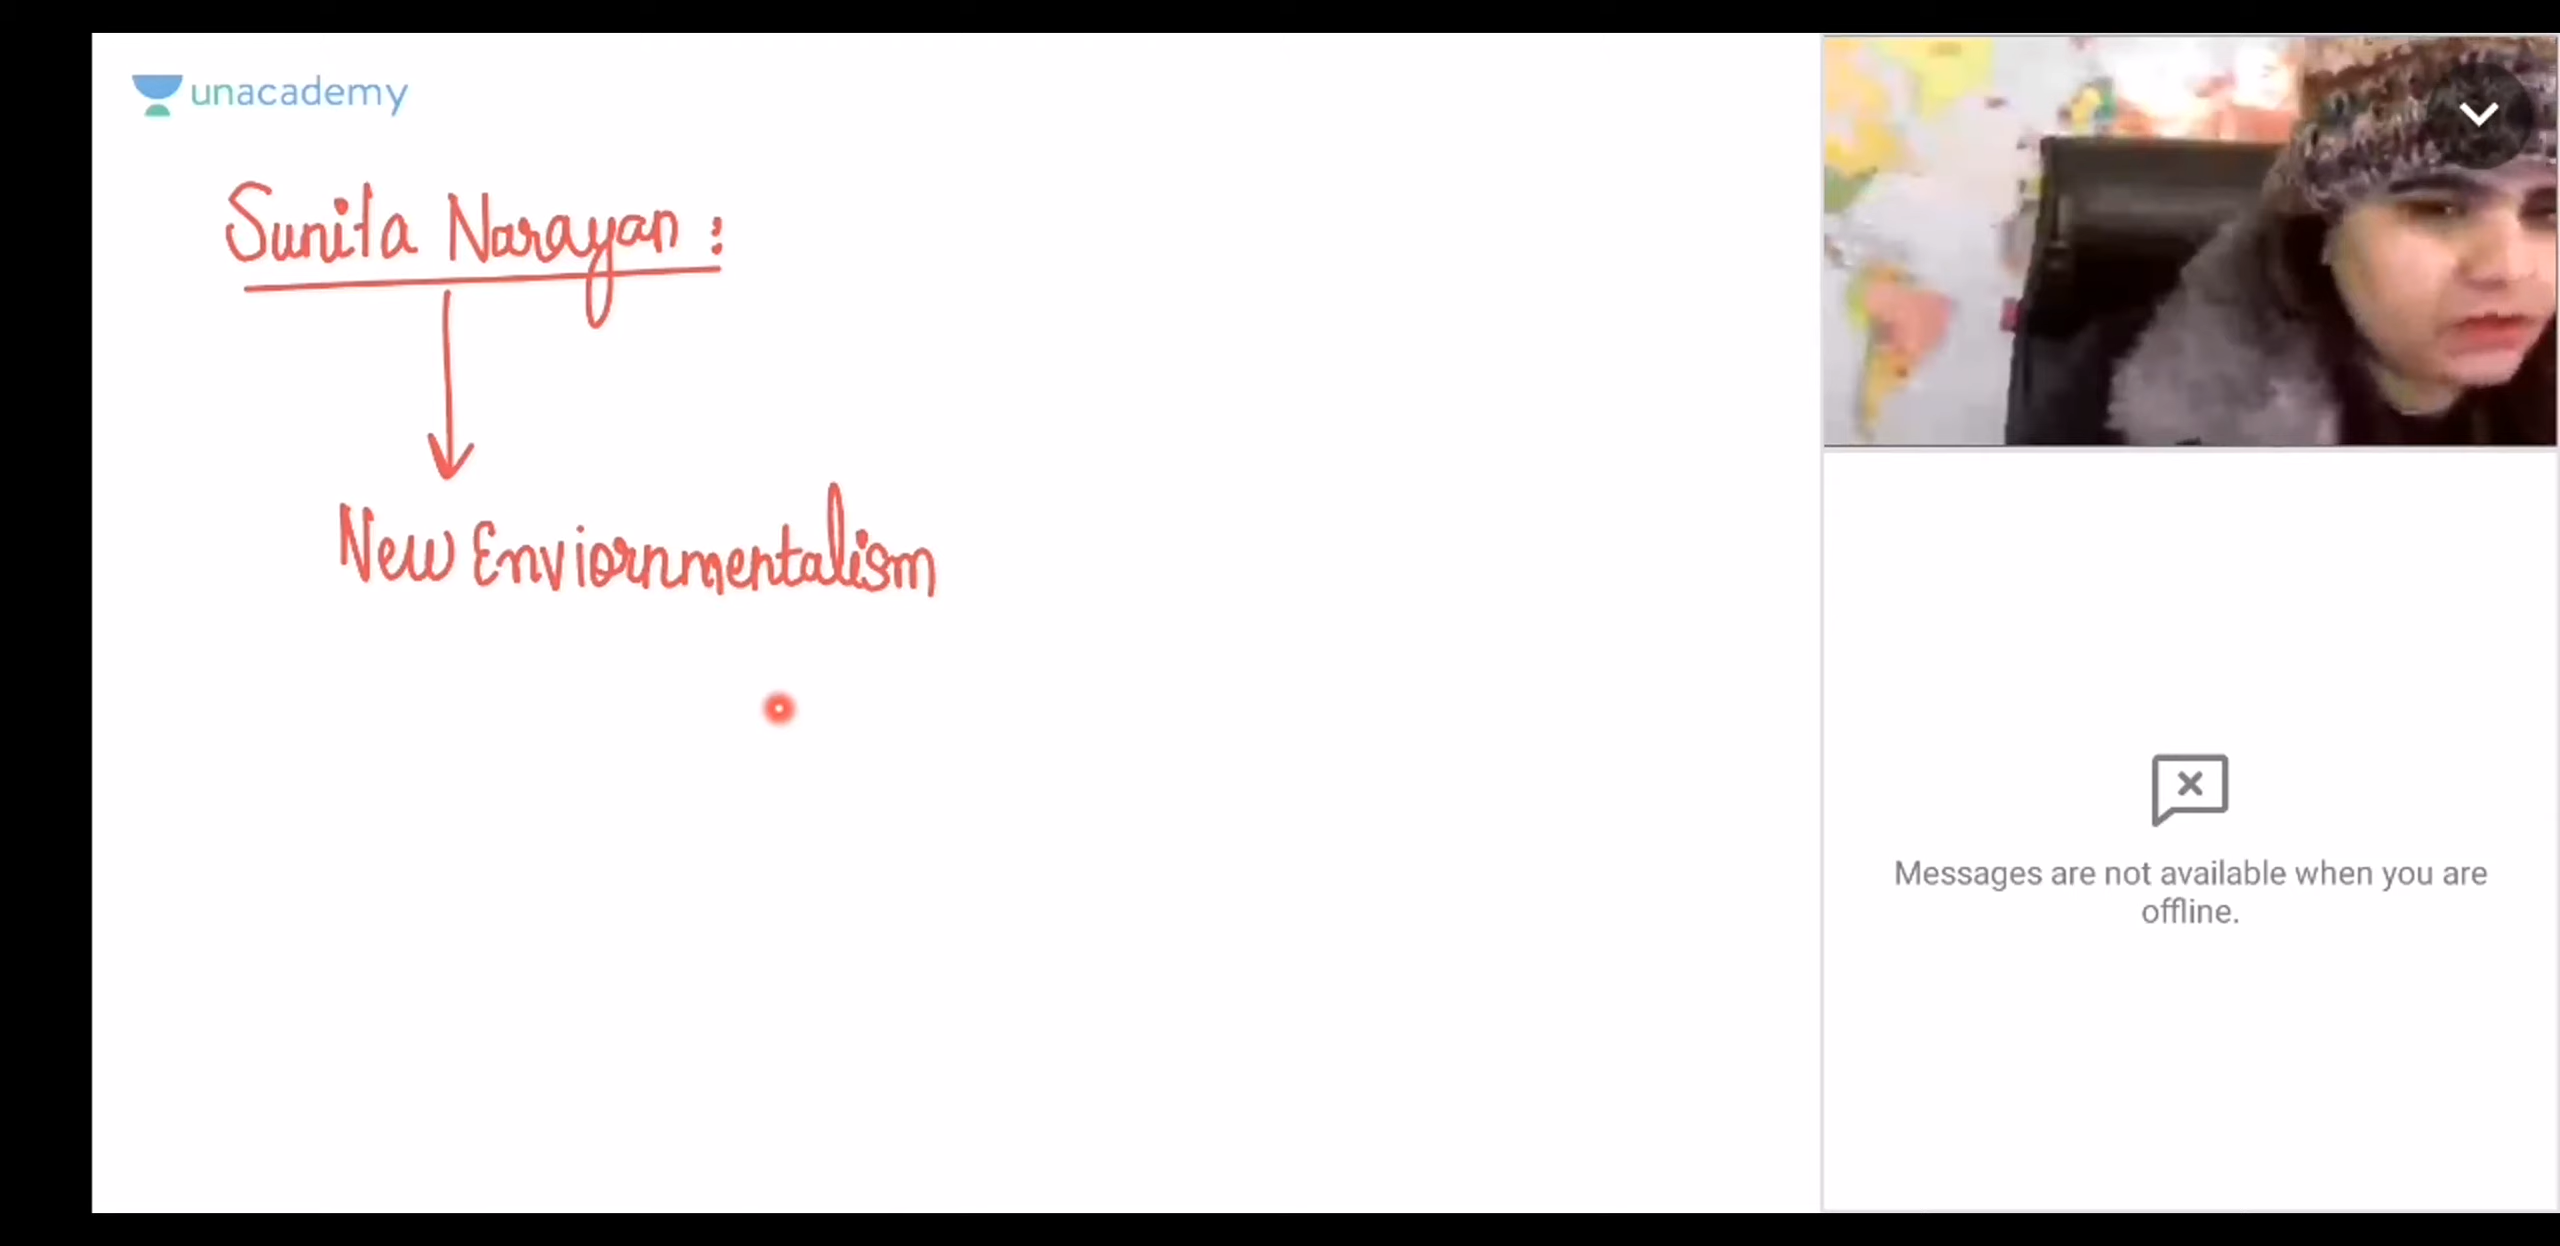 unacademy
Sunita Narayan :
New Enviornmentalism
Messages are not available when you are
offline.